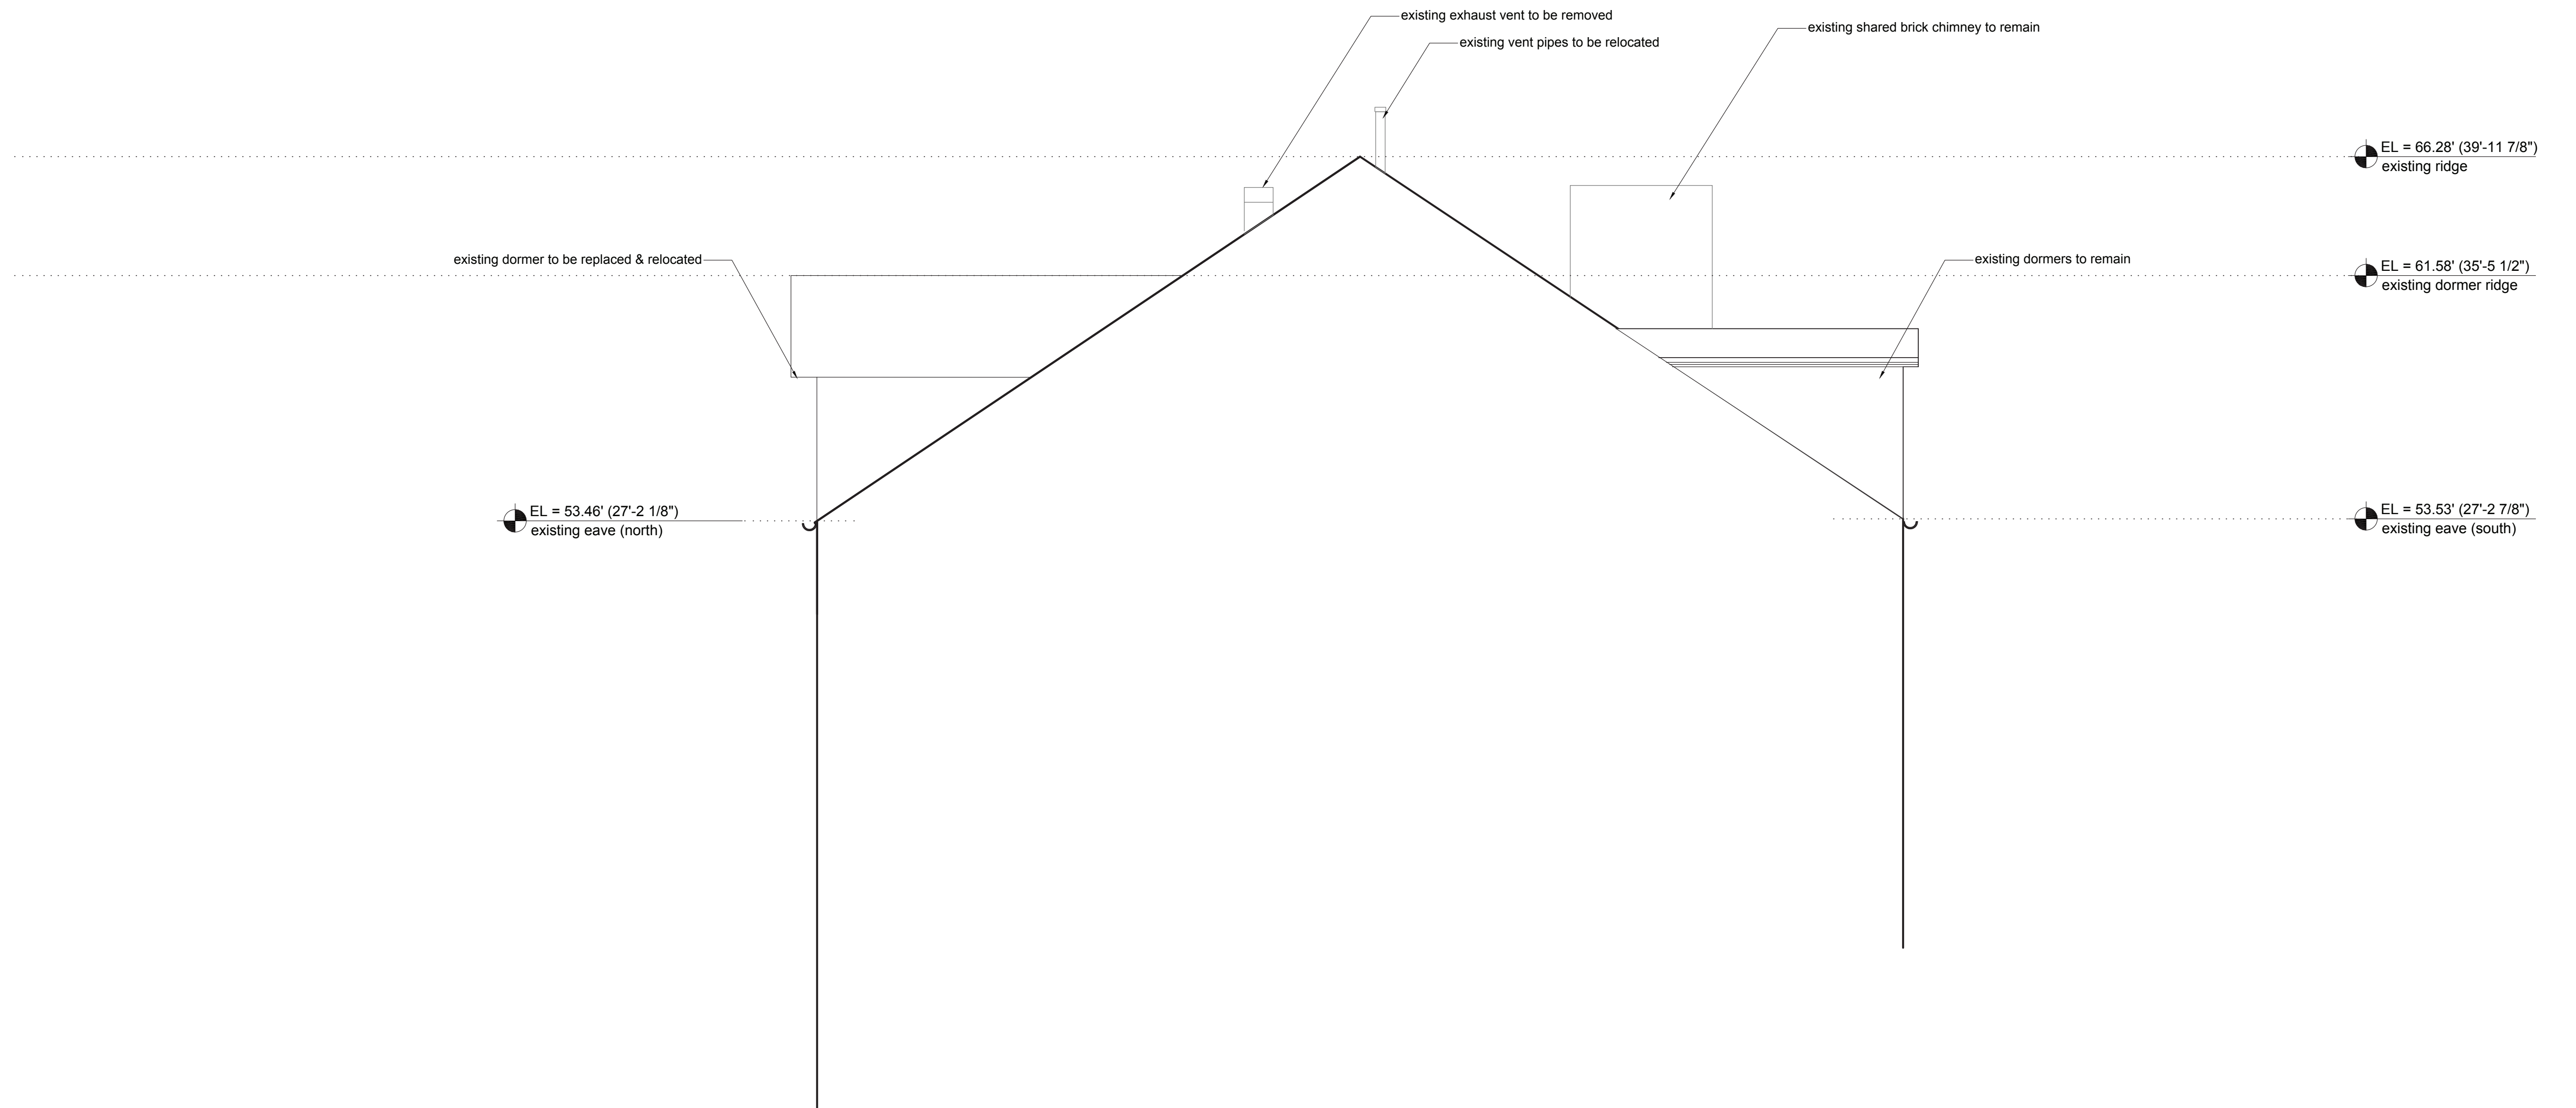 existing exhaust vent to be removed
existing shared brick chimney to remain
existing vent pipes to be relocated
EL = 66.28' (39'-11 7/8")
existing ridge
existing dormer to be replaced & relocated
existing dormers to remain
EL = 61.58' (35'-5 1/2")
existing dormer ridge
EL = 53.46' (27'-2 1/8")
existing eave (north)
EL = 53.53' (27'-2 7/8")
existing eave (south)